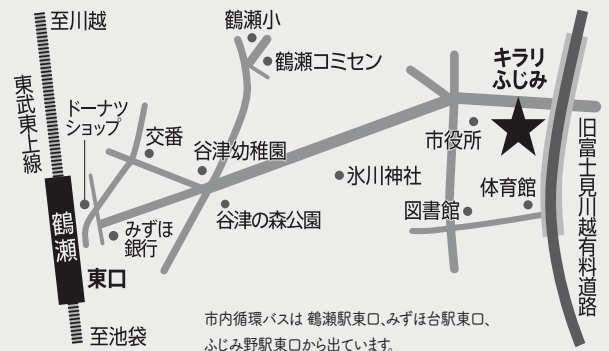 至川越
鶴瀬小
鶴瀬コミセン
キラリ
ふじみ
東武東上線
ドーナツ
ショップ
交番
谷津幼稚園
市役所
旧富士見川越有料道路
氷川神社
体育館
図書館
谷津の森公園
鶴瀬
みずほ
銀行
東口
至池袋
市内循環バスは 鶴瀬駅東口、みずほ台駅東口、
ふじみ野駅東口から出ています。